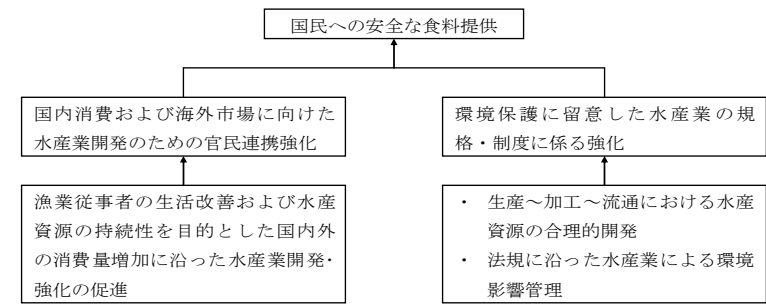 国民への安全な食料提供
国内消費および海外市場に向けた
水産業開発のための官民連携強化
環境保護に留意した水産業の規
格・制度に係る強化
漁業従事者の生活改善および水産
資源の持続性を目的とした国内外
の消費量増加に沿った水産業開発・
強化の促進
・ 生産～加工～流通における水産
資源の合理的開発
・ 法規に沿った水産業による環境
影響管理